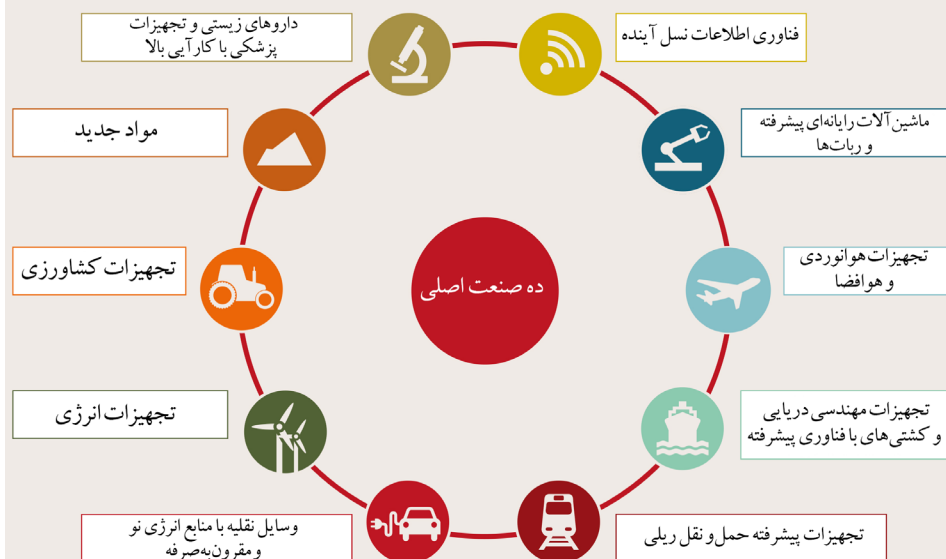 ده صنعت اصلی
فناوری اطلاعات نسل آینده
ماشین‌آلات رایانه‌ای پیشرفته
و ربات‌ها
تجهیزات هوانوردی
و هوافضا
تجهیزات مهندسی دریایی
و کشتی‌های با فناوری پیشرفته
تجهیزات پیشرفته حمل‌و نقل ریلی
وسایل نقلیه با منابع انرژی نو
و مقرون‌به‌صرفه
تجهیزات انرژی
تجهیزات کشاورزی
مواد جدید
داروهای زیستی و تجهیزات
پزشکی با کارآیی بالا